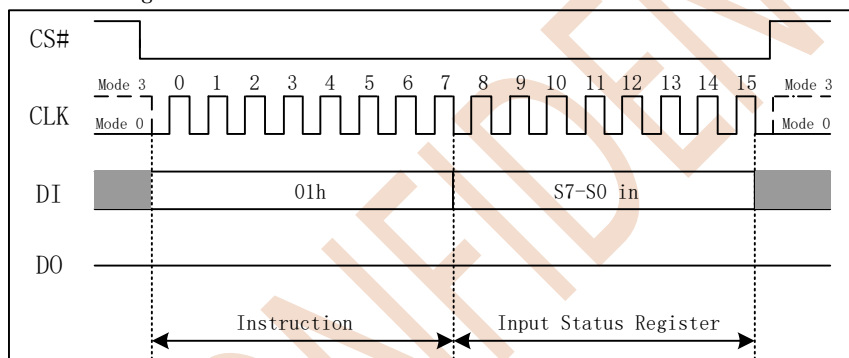 CS#
Mode 3 0 1 2 3 4 5 6 7 8 9 10 11 12 13 14 15 Mode 3
CLK
Mode 0 Mode 0
DI 01h S7-S0 in
DO
Instruction Input Status Register